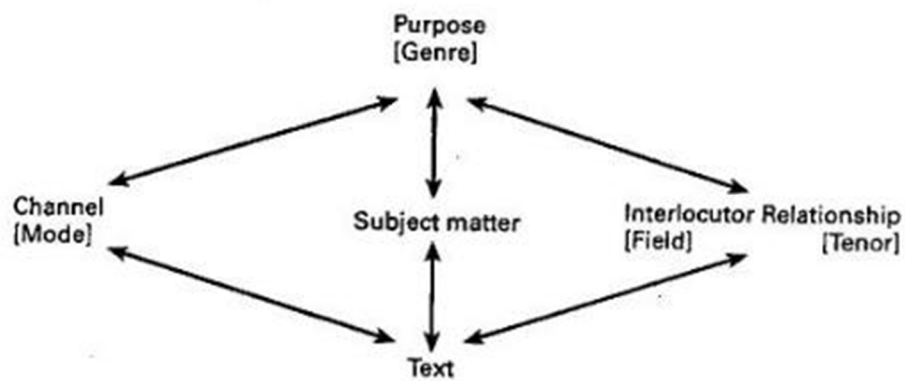 Purpose
[Genre]
Channel
[Mode]
Subject matter
Interlocutor Relationship
[Field] [Tenor]
Text